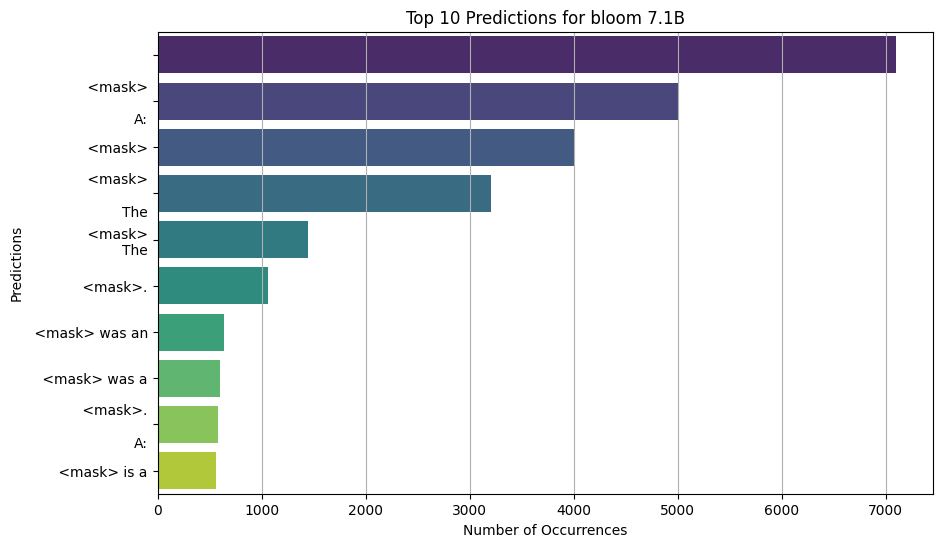 Top 10 Predictions for bloom 7.1B
Predictions
<mask>
A:
<mask>
<mask>
The
<mask>
The
<mask>.
<mask> was an
<mask> was a
<mask>.
A:
<mask> is a
0 1000 2000 3000 4000 5000 6000 7000
Number of Occurrences